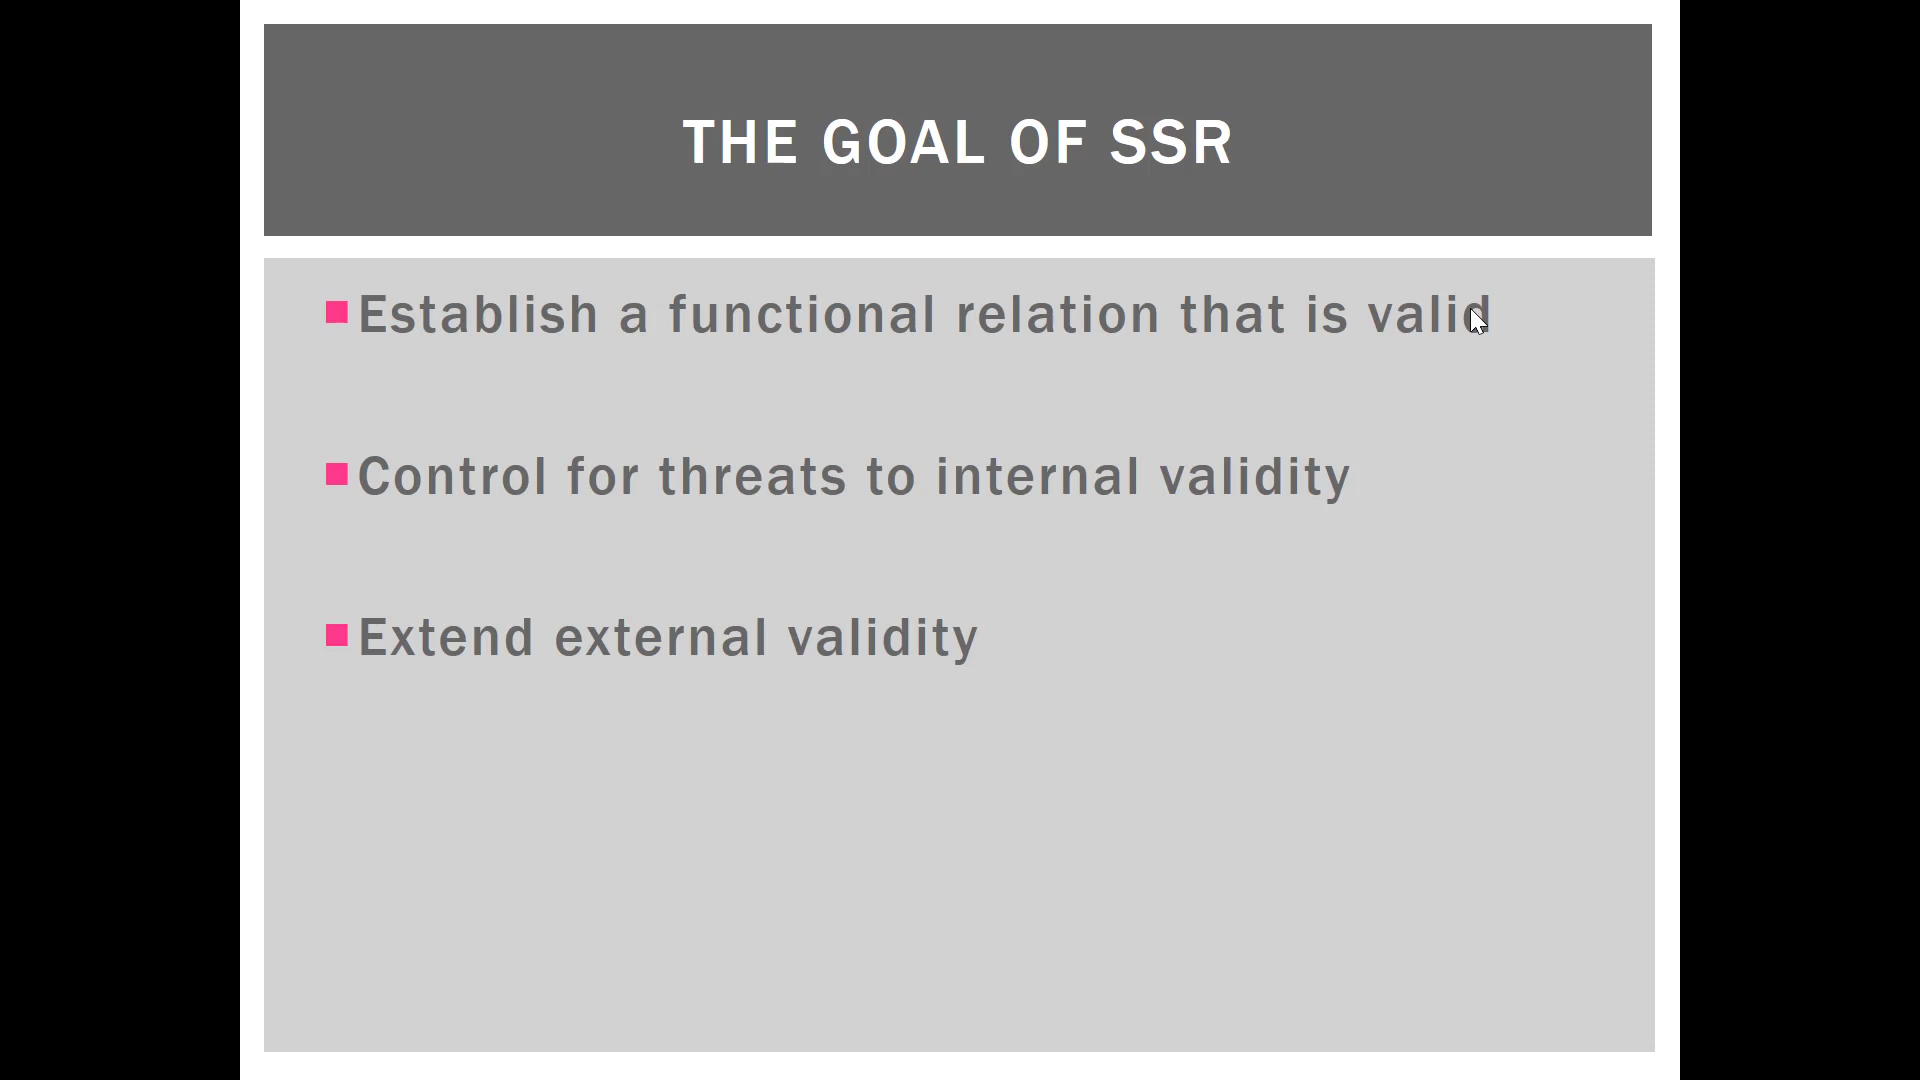 THE GOAL OF SSR
Establish a functional relation that is valid
Control for threats to internal validity
Extend external validity